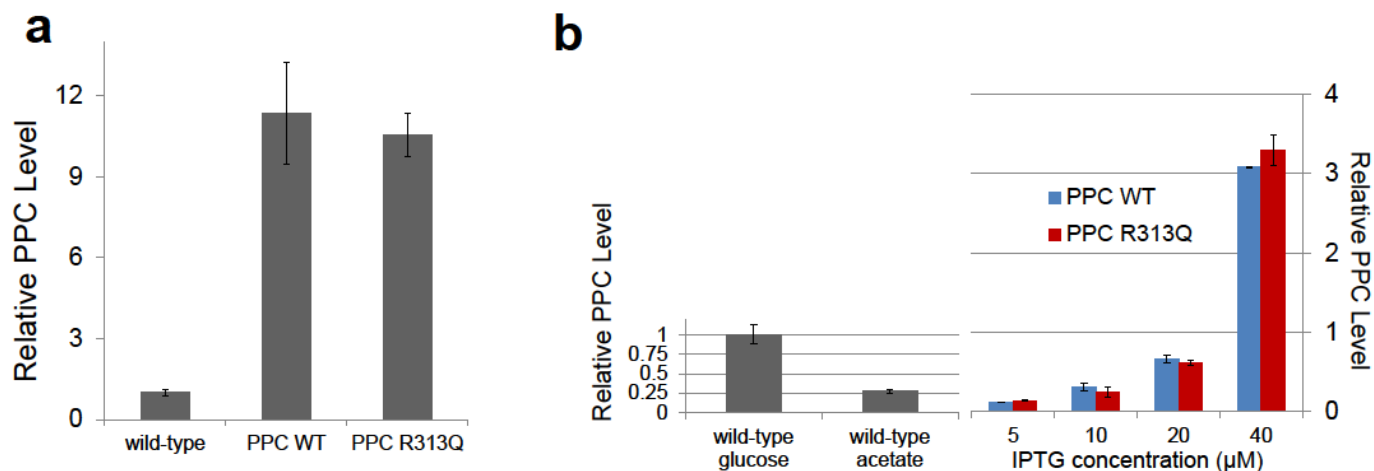 a
Relative PPC Level
12
9
6
3
0
wild-type PPC WT PPC R313Q
b
Relative PPC Level
1
0.75
0.5
0.25
0
wild-type
glucose
wild-type
acetate
PPC WT
PPC R313Q
4
3
2
1
0
Relative PPC Level
5 10 20 40
IPTG concentration (µM)